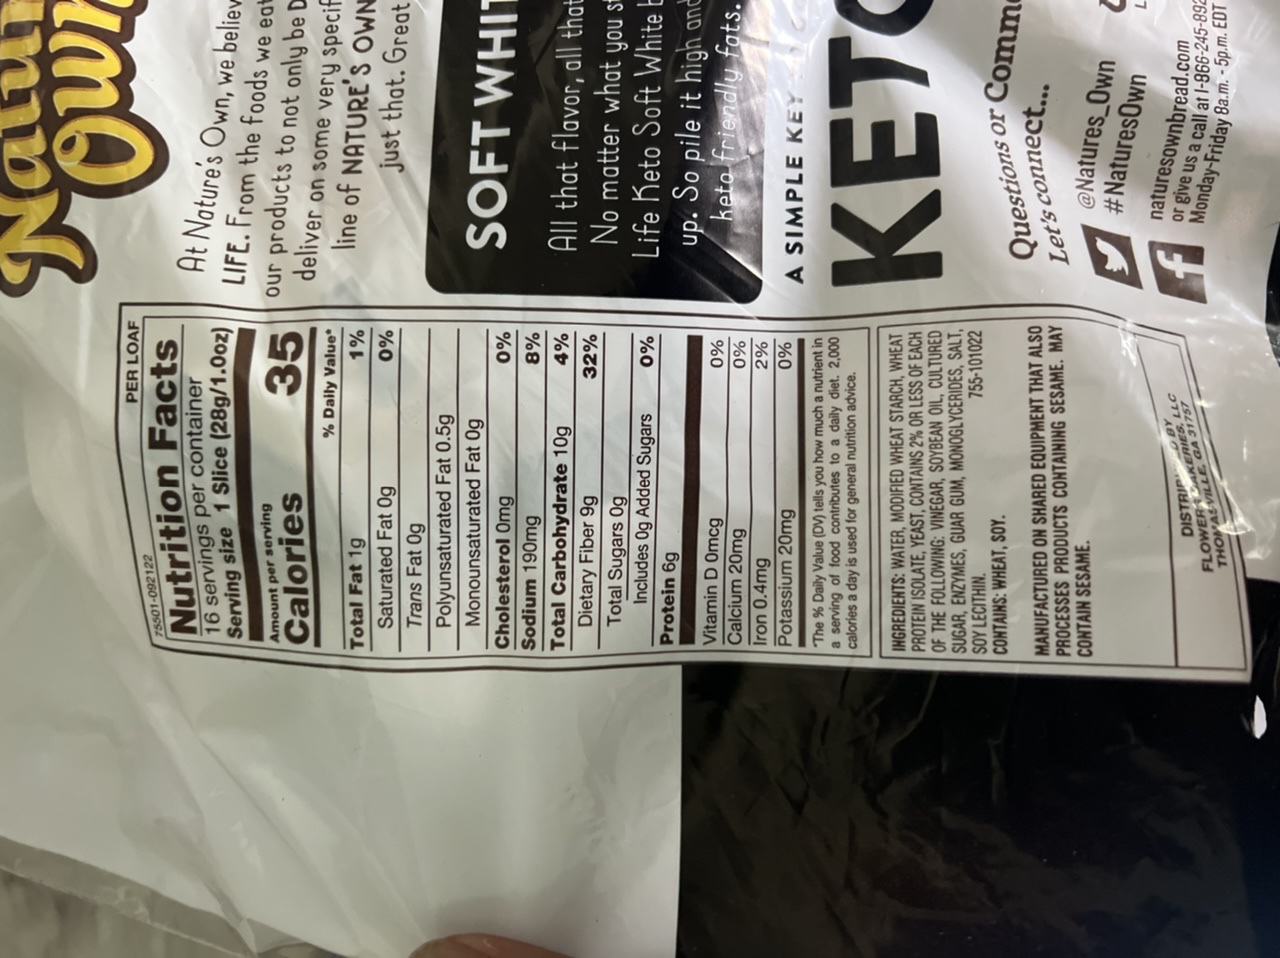 Nature
Own
At Nature's Own, we believ
LIFE. From the foods we eat
our products to not only be D
deliver on some very specif
line of NATURE'S OWN
just that. Great
SOFT WHIT
All that flavor, all that
No matter what you st
Life Keto Soft White b
up. So pile it high and
keto friendly fats.
A SIMPLE KEY
KETO
Questions or Comme
Let's connect...
@Natures_Own
#NaturesOwn
naturesownbread.com
or give us a call at 1-866-245-892
Monday-Friday 8a.m. - 5p.m. EDT
PER LOAF
75501-092122
Nutrition Facts
16 servings per container
Serving size 1 Slice (28g/1.0oz)
Amount per serving
Calories 35
% Daily Value*
Total Fat 1g 1%
Saturated Fat 0g 0%
Trans Fat 0g
Polyunsaturated Fat 0.5g
Monounsaturated Fat 0g
Cholesterol 0mg 0%
Sodium 190mg 8%
Total Carbohydrate 10g 4%
Dietary Fiber 9g 32%
Total Sugars 0g
Includes 0g Added Sugars 0%
Protein 6g
Vitamin D 0mcg 0%
Calcium 20mg 0%
Iron 0.4mg 2%
Potassium 20mg 0%
*The % Daily Value (DV) tells you how much a nutrient in
a serving of food contributes to a daily diet. 2,000
calories a day is used for general nutrition advice.
INGREDIENTS: WATER, MODIFIED WHEAT STARCH, WHEAT
PROTEIN ISOLATE, YEAST, CONTAINS 2% OR LESS OF EACH
OF THE FOLLOWING: VINEGAR, SOYBEAN OIL, CULTURED
SUGAR, ENZYMES, GUAR GUM, MONOGLYCERIDES, SALT,
SOY LECITHIN. 755-101022
CONTAINS: WHEAT, SOY.
MANUFACTURED ON SHARED EQUIPMENT THAT ALSO
PROCESSES PRODUCTS CONTAINING SESAME. MAY
CONTAIN SESAME.
DISTRIBUTED BY
FLOWERS BAKERIES, LLC
THOMASVILLE, GA 31757